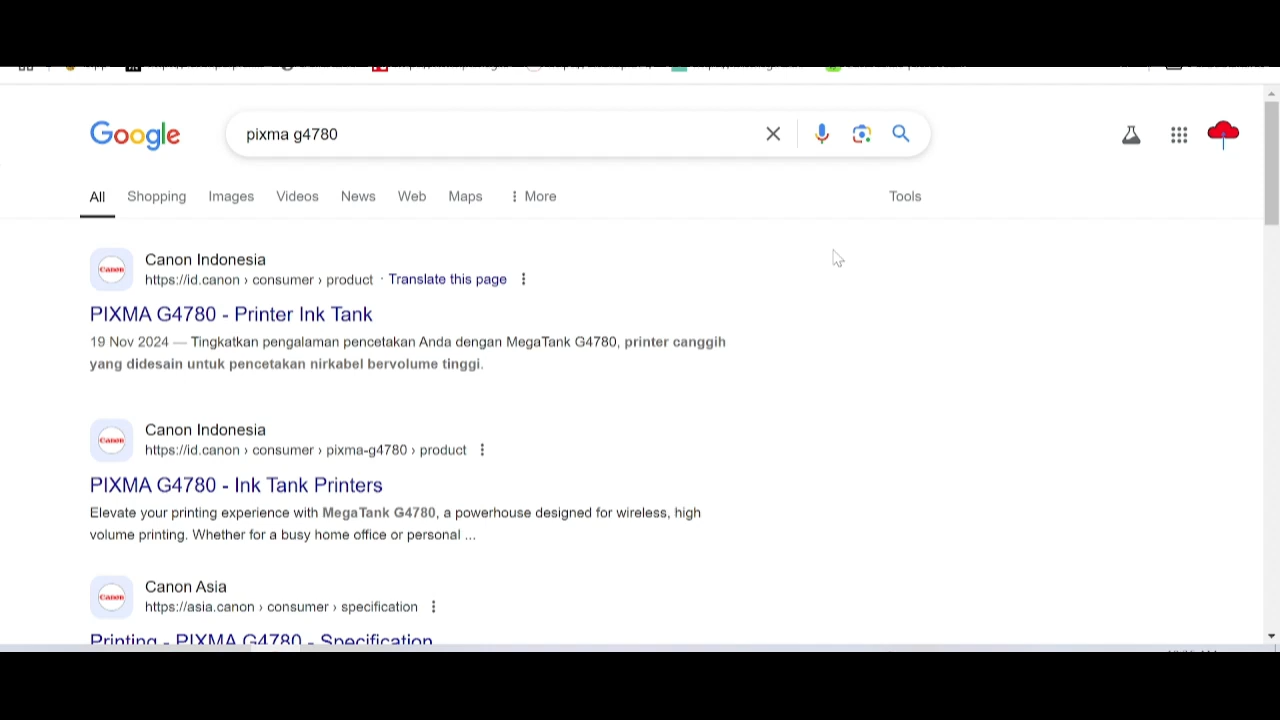 Google
pixma g4780
All Shopping Images Videos News Web Maps More Tools
Canon Indonesia
Canon
https://id.canon › consumer › product · Translate this page
PIXMA G4780 - Printer Ink Tank
19 Nov 2024 — Tingkatkan pengalaman pencetakan Anda dengan MegaTank G4780, printer canggih
yang didesain untuk pencetakan nirkabel bervolume tinggi.
Canon Indonesia
Canon
https://id.canon › consumer › pixma-g4780 › product
PIXMA G4780 - Ink Tank Printers
Elevate your printing experience with MegaTank G4780, a powerhouse designed for wireless, high
volume printing. Whether for a busy home office or personal ...
Canon Asia
Canon
https://asia.canon › consumer › specification
Printing - PIXMA G4780 - Specification